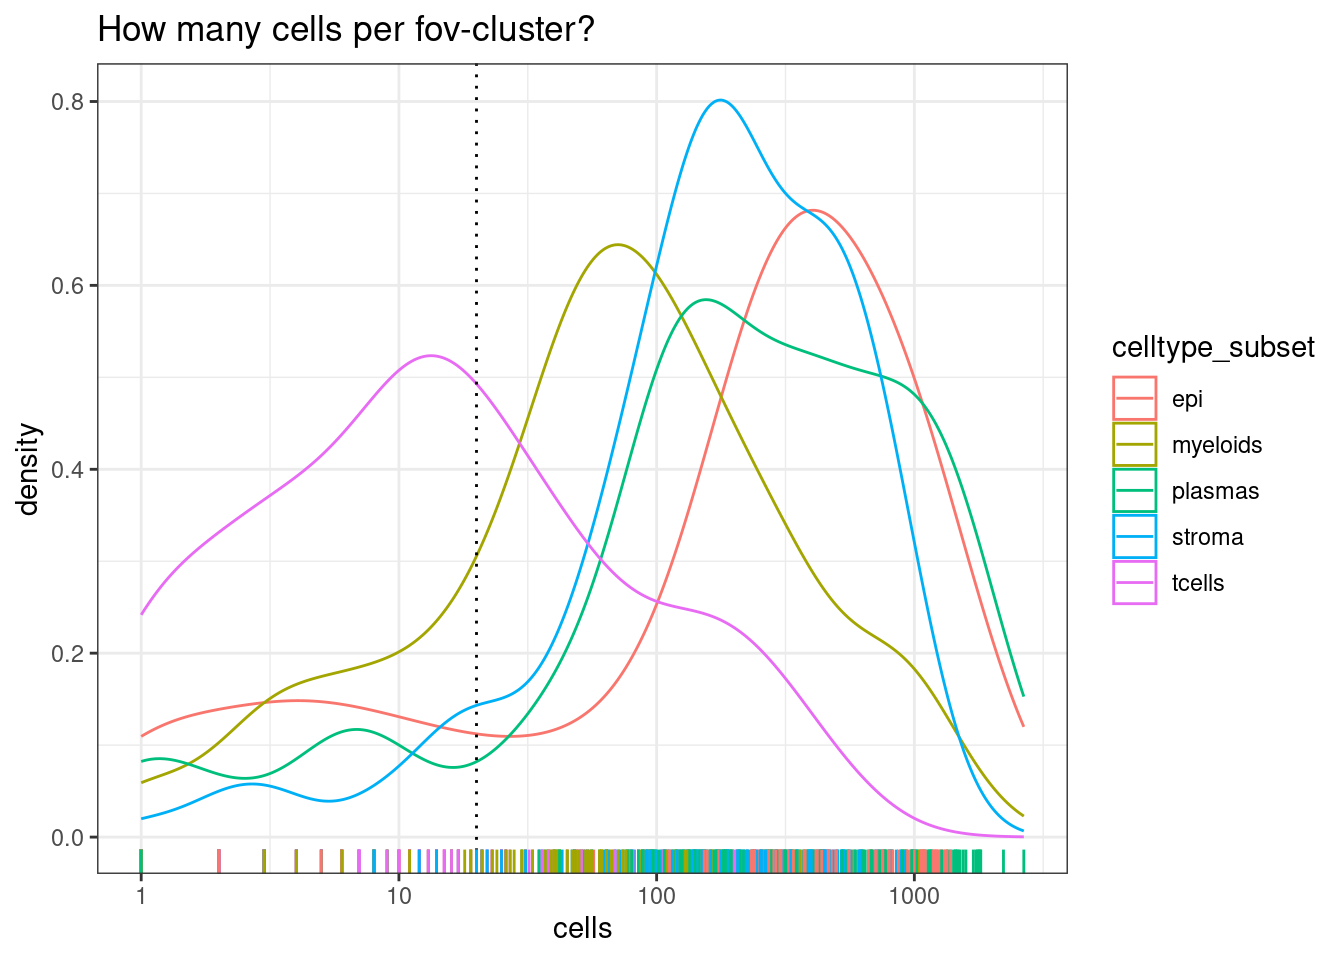 How many cells per fov-cluster?
density
0.8
0.6
0.4
0.2
0.0
1
10
100
1000
cells
celltype_subset
epi
myeloids
plasmas
stroma
tcells